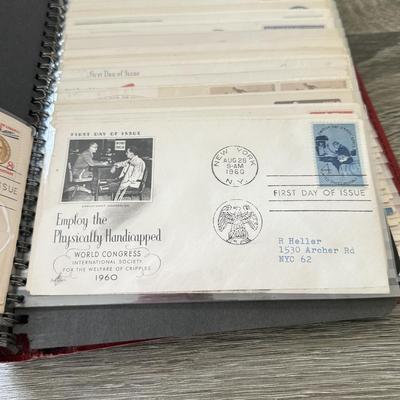 First Day of Issue
FIRST DAY OF ISSUE
Employ the
Physically Handicapped
WORLD CONGRESS
INTERNATIONAL SOCIETY
FOR THE WELFARE OF CRIPPLES
1960
NEW YORK
AUG 28
9-AM
1960
N.Y.
FIRST DAY OF ISSUE
4¢
R Heller
1530 Archer Rd
NYC 62
ISSUE